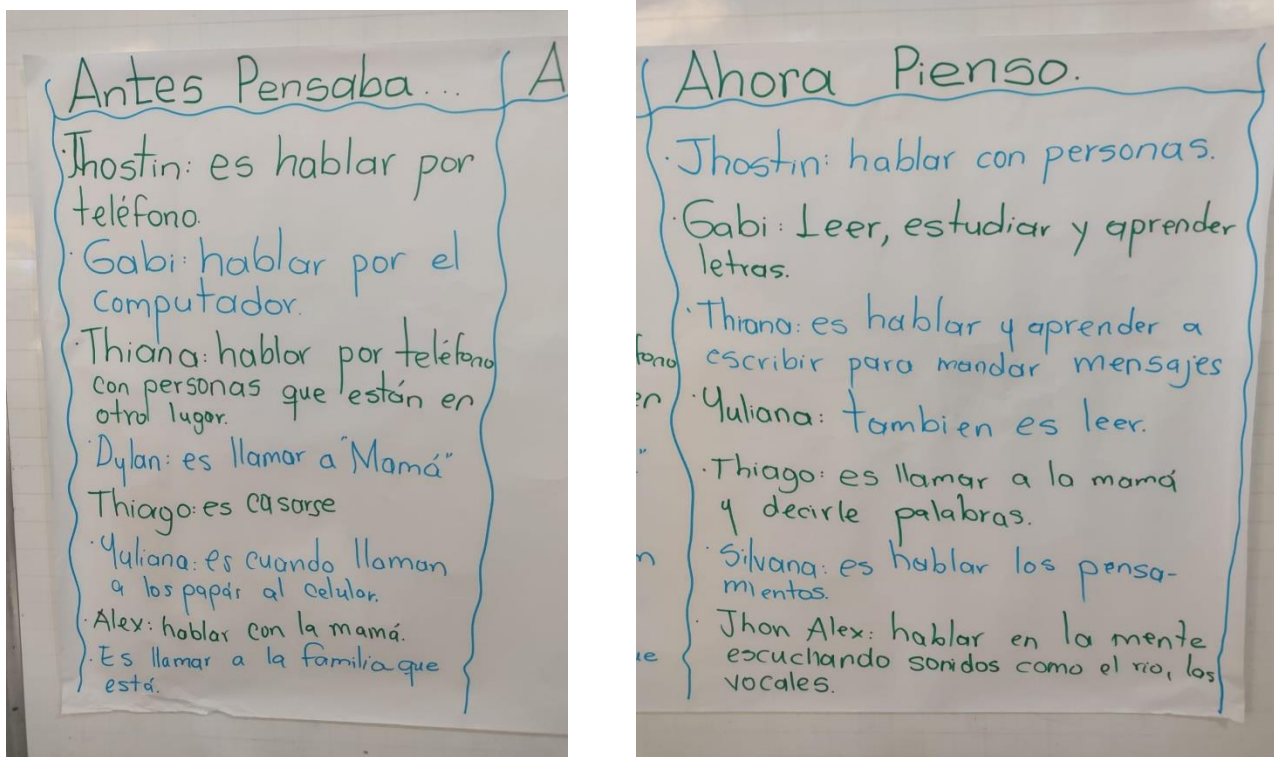 Antes Pensaba... A
Jhostin: es hablar por
teléfono.
· Gabi: hablar por el
computador.
· Thiana: hablar por teléfono
con personas que están en
otro lugar.
· Dylan: es llamar a "Mamá"
Thiago: es casarse
· Yuliana: es cuando llaman
a los papás al celular.
· Alex: hablar con la mamá.
· Es llamar a la familia que
está.
Ahora Pienso.
· Jhostin: hablar con personas.
· Gabi: Leer, estudiar y aprender
letras.
· Thiana: es hablar y aprender a
escribir para mandar mensajes
· Yuliana: tambien es leer.
· Thiago: es llamar a la mamá
y decirle palabras.
· Silvana: es hablar los pensa-
mientos.
· Jhon Alex: hablar en la mente
escuchando sonidos como el rio, las
vocales.